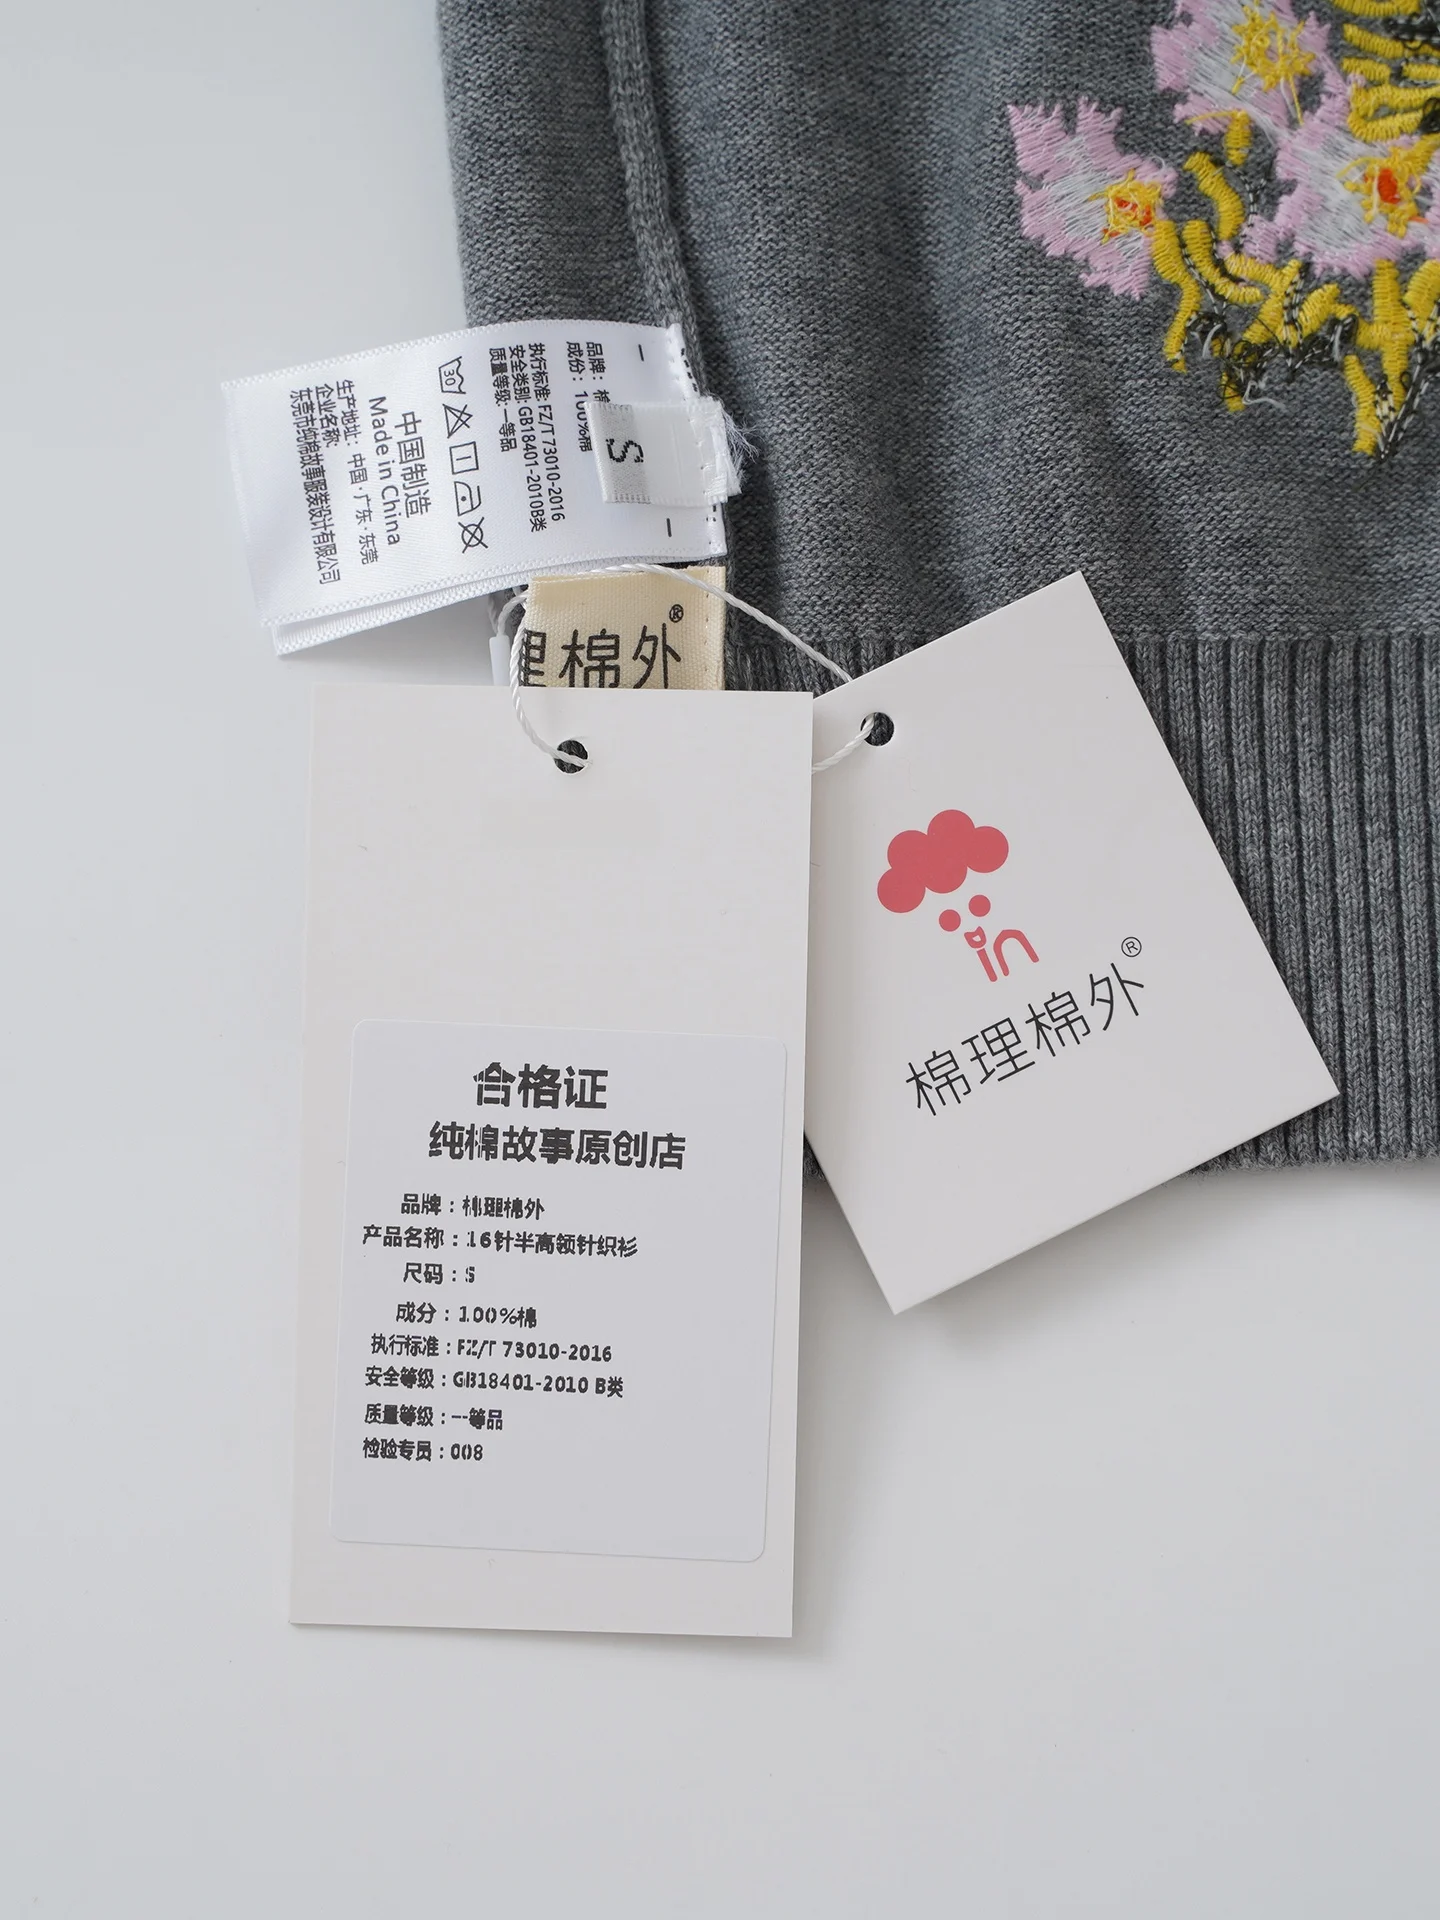 品牌：棉
成份：100%棉
执行标准: FZ/T 73010-2016
安全类别: GB18401-2010B类
质量等级: 一等品
30
中国制造
Made in China
生产地址：中国·广东·东莞
企业名称:
东莞市纯棉故事服装设计有限公司
S
理棉外®
in
棉理棉外®
合格证
纯棉故事原创店
品牌：棉理棉外
产品名称：16针半高领针织衫
尺码：S
成分：100%棉
执行标准：FZ/T 73010-2016
安全等级：GB18401-2010 B类
质量等级：一等品
检验专员：008